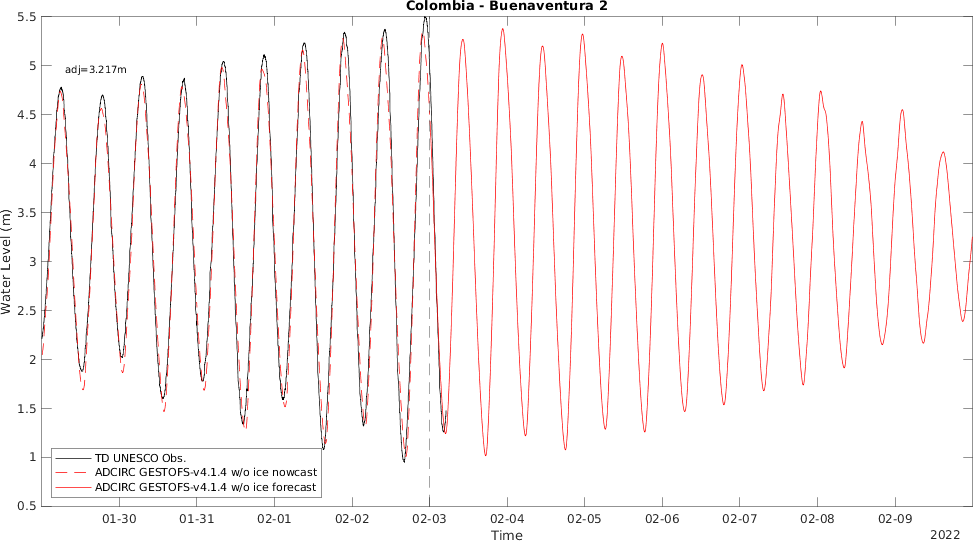 Colombia - Buenaventura 2
5.5
5
4.5
4
3.5
3
2.5
2
1.5
1
0.5
Water Level (m)
adj=3.217m
TD UNESCO Obs.
ADCIRC GESTOFS-v4.1.4 w/o ice nowcast
ADCIRC GESTOFS-v4.1.4 w/o ice forecast
01-30 01-31 02-01 02-02 02-03 02-04 02-05 02-06 02-07 02-08 02-09
Time
2022